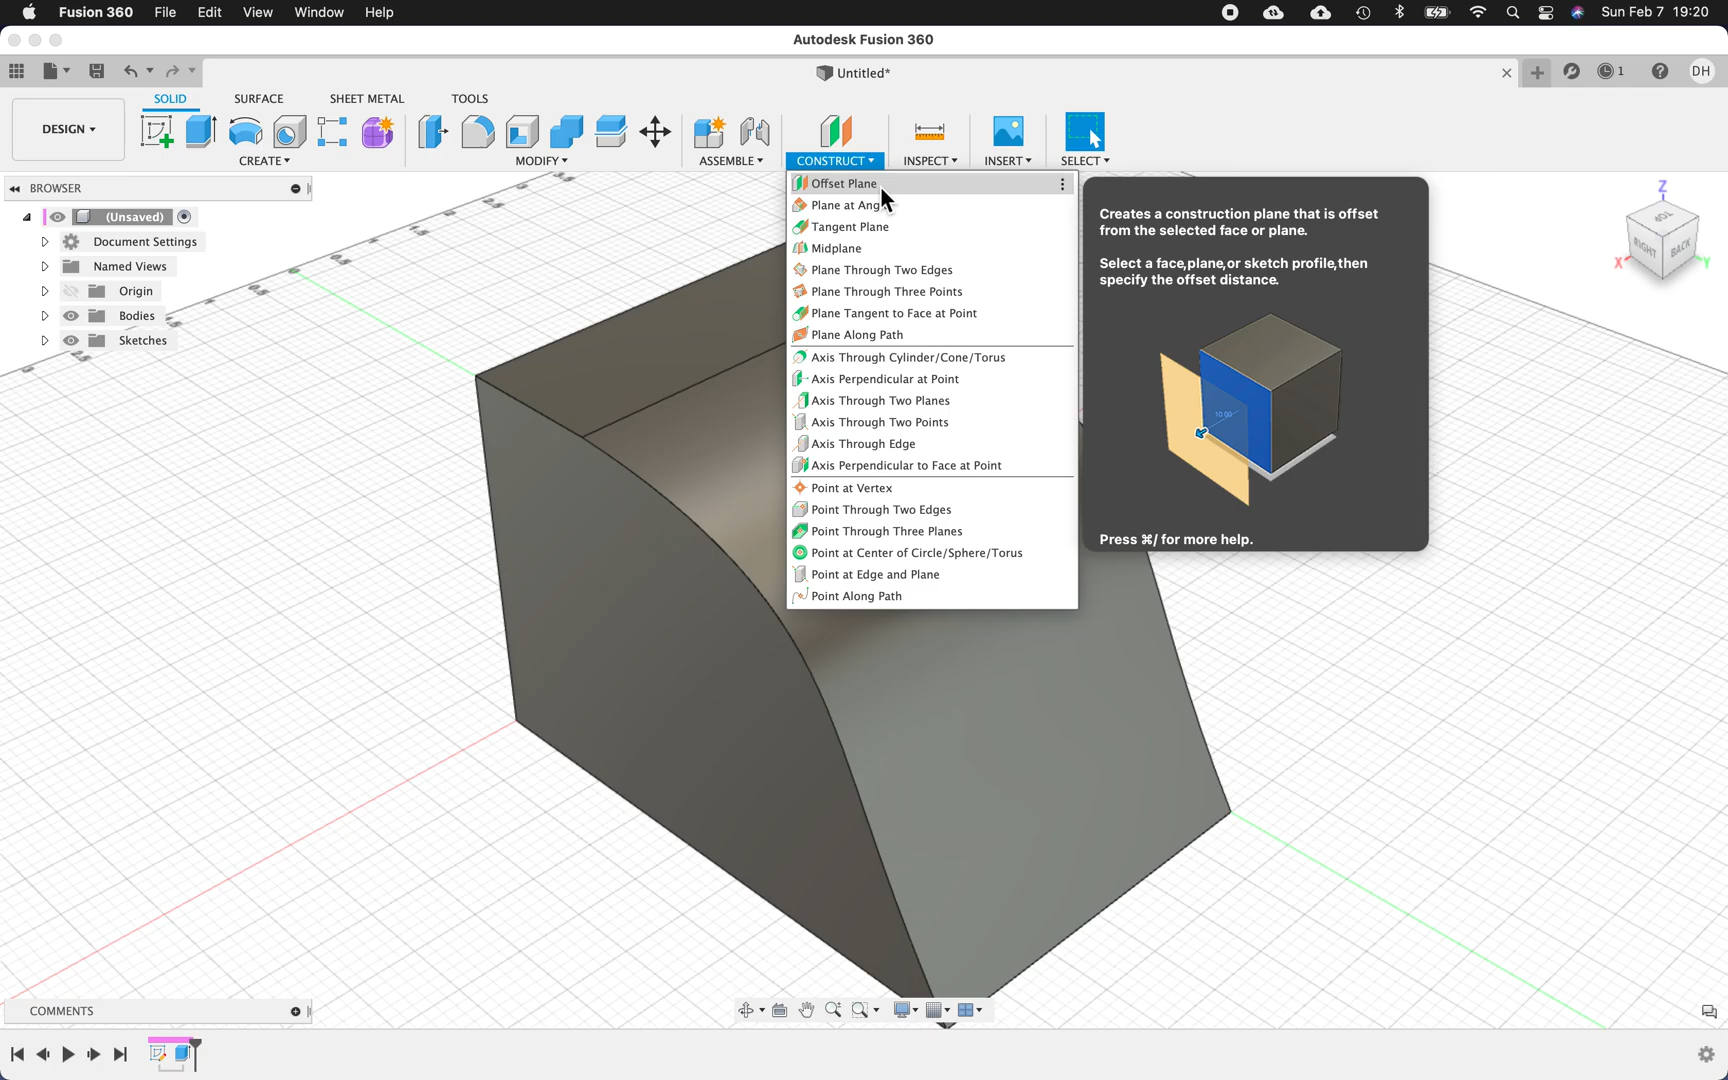 Fusion 360 File Edit View Window Help Sun Feb 7 19:20
Autodesk Fusion 360
Untitled* 1 DH
SOLID SURFACE SHEET METAL TOOLS
DESIGN ▾
CREATE ▾ MODIFY ▾ ASSEMBLE ▾ CONSTRUCT ▾ INSPECT ▾ INSERT ▾ SELECT ▾
BROWSER
(Unsaved)
Document Settings
Named Views
Origin
Bodies
Sketches
Offset Plane
Plane at Ang
Tangent Plane
Midplane
Plane Through Two Edges
Plane Through Three Points
Plane Tangent to Face at Point
Plane Along Path
Axis Through Cylinder/Cone/Torus
Axis Perpendicular at Point
Axis Through Two Planes
Axis Through Two Points
Axis Through Edge
Axis Perpendicular to Face at Point
Point at Vertex
Point Through Two Edges
Point Through Three Planes
Point at Center of Circle/Sphere/Torus
Point at Edge and Plane
Point Along Path
Creates a construction plane that is offset
from the selected face or plane.
Select a face,plane,or sketch profile,then
specify the offset distance.
10.00
Press ⌘/ for more help.
Z
TOP
RIGHT BACK
X Y
COMMENTS